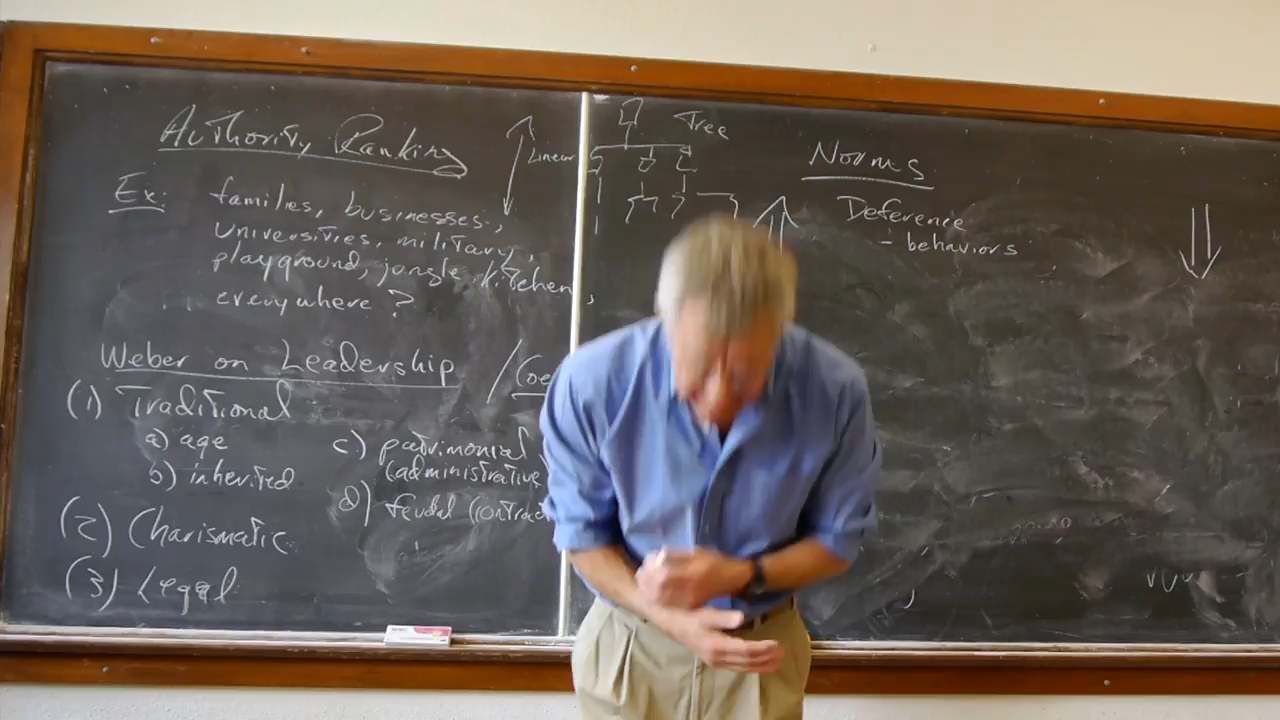 Authority Ranking
Linear
Ex: families, businesses,
universities, military,
playground, jungle, kitchen,
everywhere?
Weber on Leadership
(1) Traditional
a) age
b) inherited
c) patrimonial
(administrative
d) feudal (contract
(2) Charismatic
(3) Legal
Tree
Norms
Deference
- behaviors